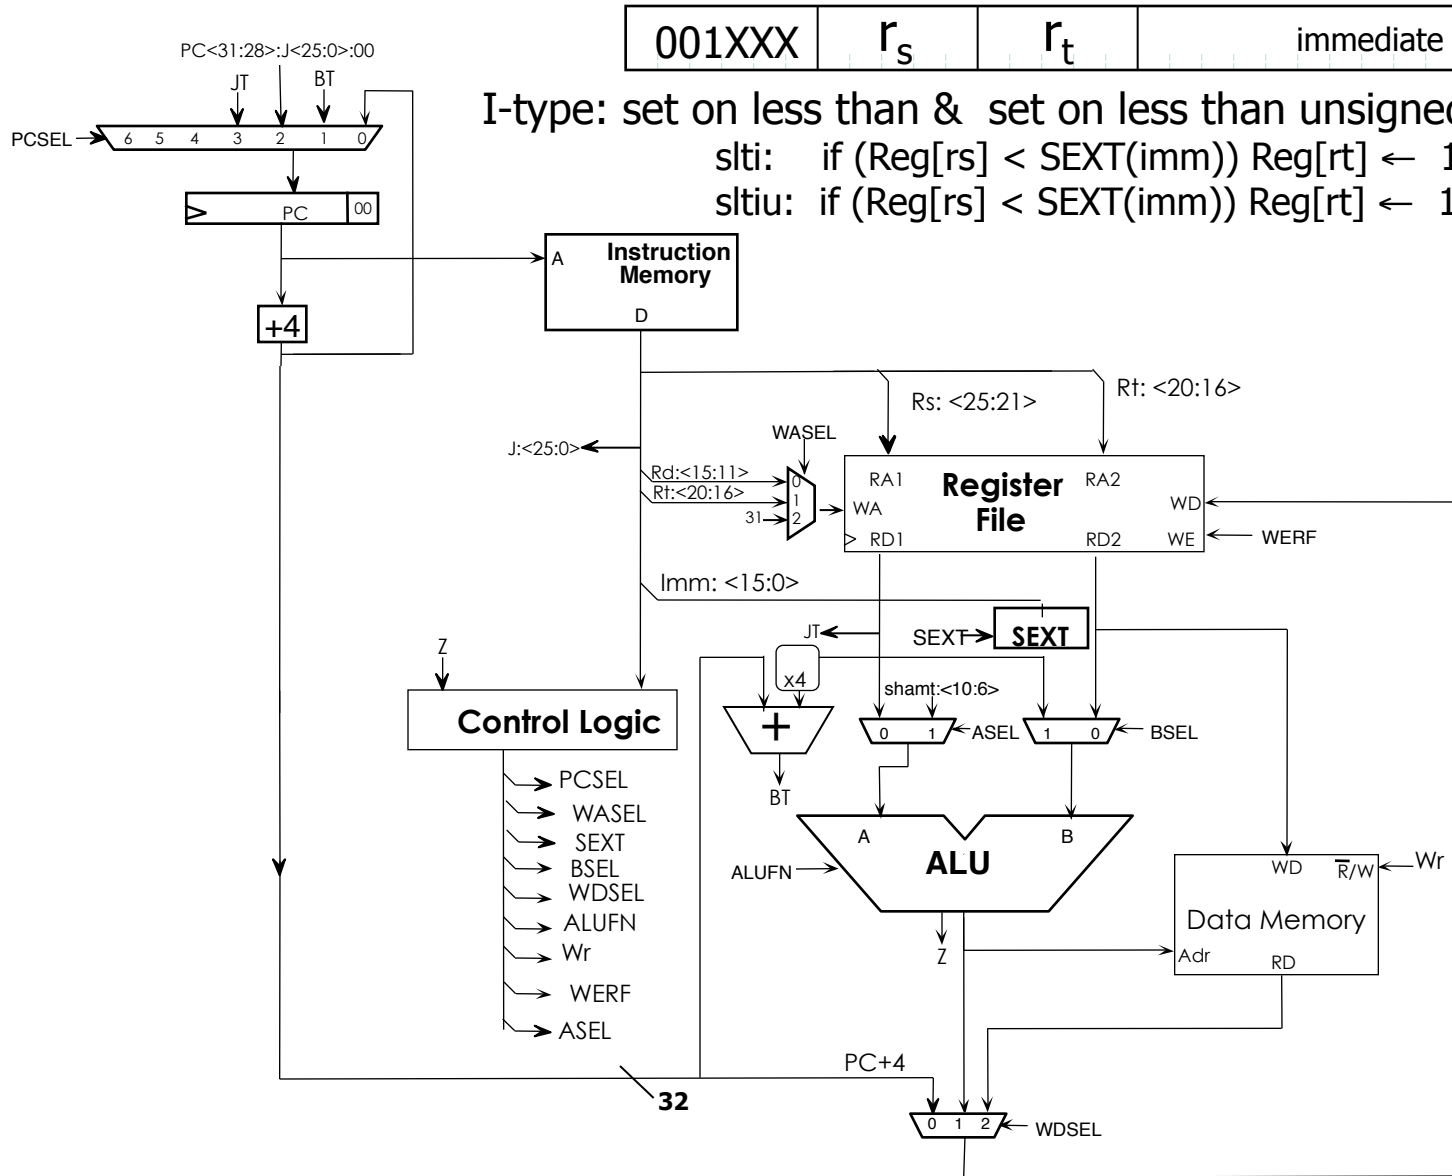 001XXX rs rt immediate
PC<31:28>:J<25:0>:00
JT BT
I-type: set on less than & set on less than unsigned
PCSEL 6 5 4 3 2 1 0
slti: if (Reg[rs] < SEXT(imm)) Reg[rt] ← 1
sltiu: if (Reg[rs] < SEXT(imm)) Reg[rt] ← 1
PC 00
A Instruction
Memory
D
+4
Rs: <25:21>
Rt: <20:16>
WASEL
J:<25:0>
Rd:<15:11> 0
Rt:<20:16> 1
31 2
RA1 Register RA2
File
WA WD
RD1 RD2 WE WERF
Imm: <15:0>
JT SEXT SEXT
Z
x4
shamt:<10:6>
Control Logic
+
0 1 ASEL 1 0 BSEL
BT
PCSEL
WASEL
SEXT
BSEL
WDSEL
ALUFN
Wr
WERF
ASEL
A B
ALU
ALUFN
Z
WD R/W Wr
Data Memory
Adr RD
PC+4
32
0 1 2 WDSEL